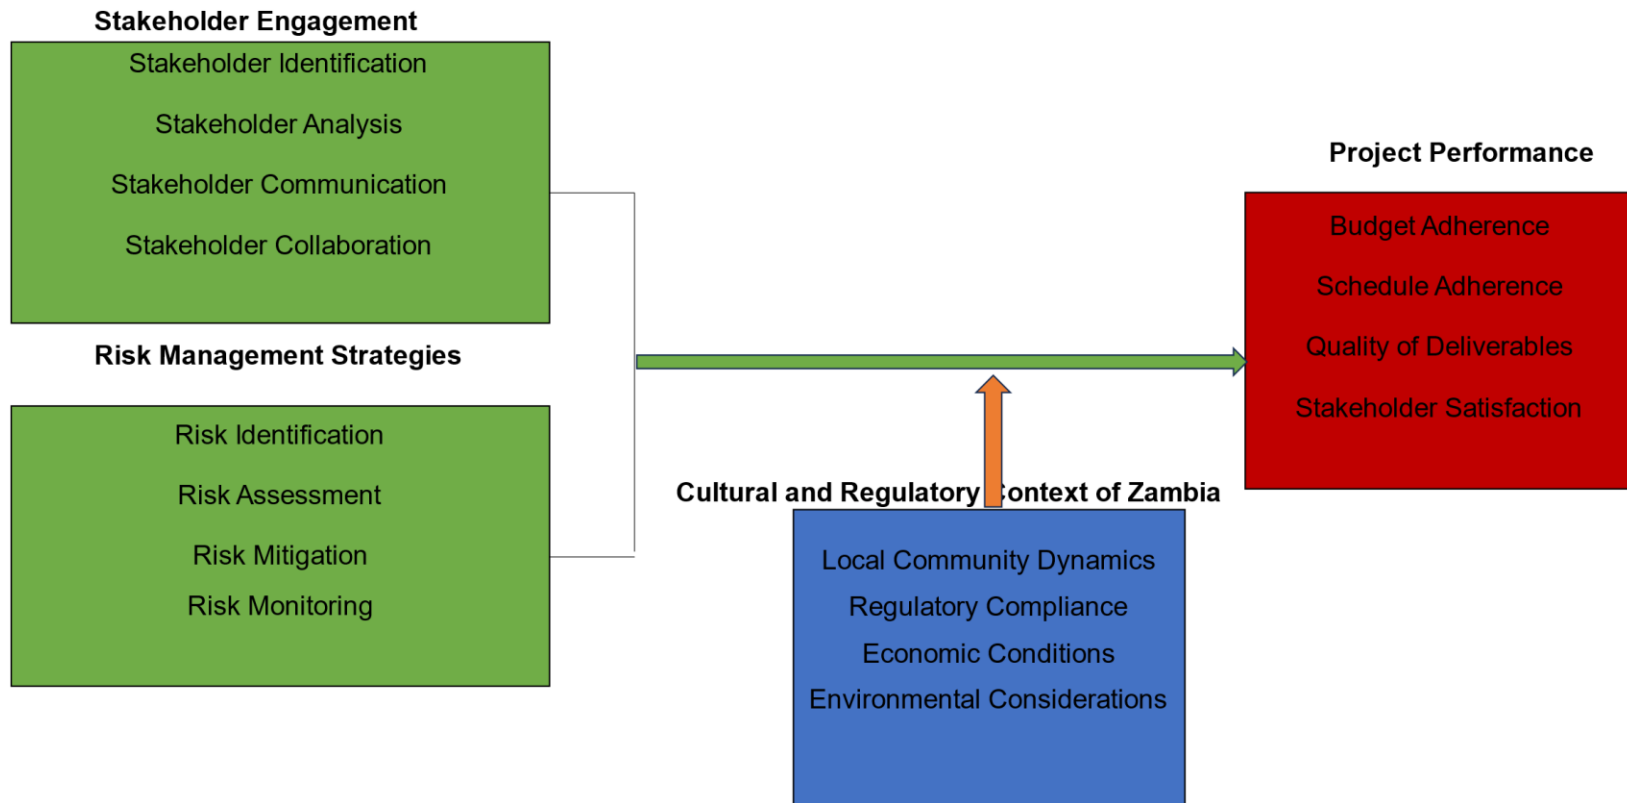 Stakeholder Engagement
Stakeholder Identification
Stakeholder Analysis
Stakeholder Communication
Stakeholder Collaboration
Risk Management Strategies
Risk Identification
Risk Assessment
Risk Mitigation
Risk Monitoring
Cultural and Regulatory Context of Zambia
Local Community Dynamics
Regulatory Compliance
Economic Conditions
Environmental Considerations
Project Performance
Budget Adherence
Schedule Adherence
Quality of Deliverables
Stakeholder Satisfaction